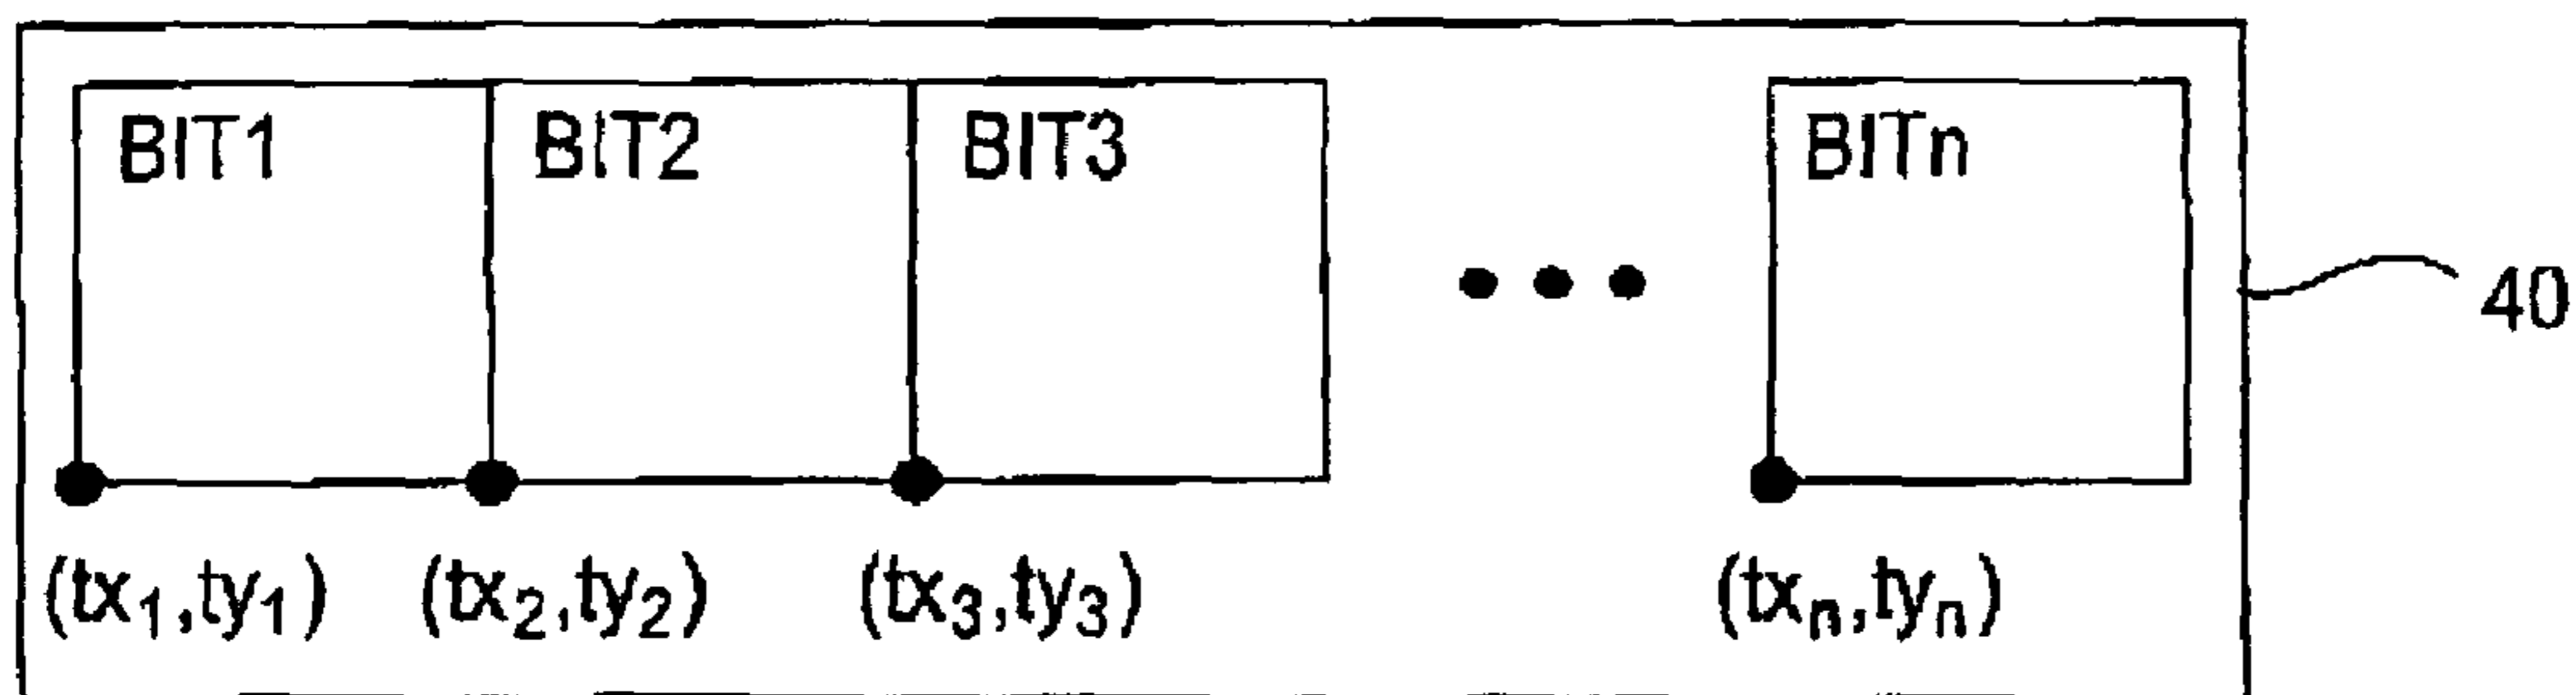 BIT1 BIT2 BIT3 BITn
40
(tx₁,ty₁) (tx₂,ty₂) (tx₃,ty₃) (txₙ,tyₙ)